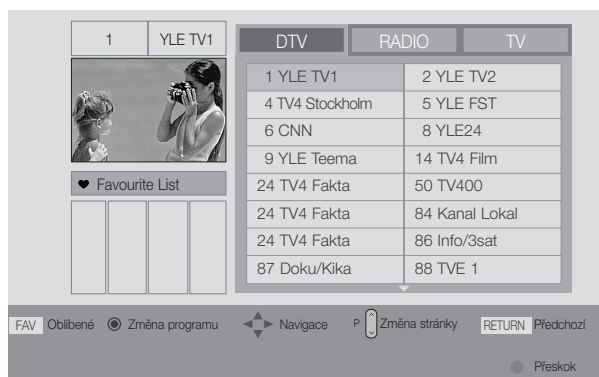 1 YLE TV1
DTV RADIO TV
1 YLE TV1 2 YLE TV2
4 TV4 Stockholm 5 YLE FST
6 CNN 8 YLE24
9 YLE Teema 14 TV4 Film
Favourite List
24 TV4 Fakta 50 TV400
24 TV4 Fakta 84 Kanal Lokal
24 TV4 Fakta 86 Info/3sat
87 Doku/Kika 88 TVE 1
FAV Oblíbené Změna programu Navigace P Změna stránky RETURN Předchozí
Přeskok